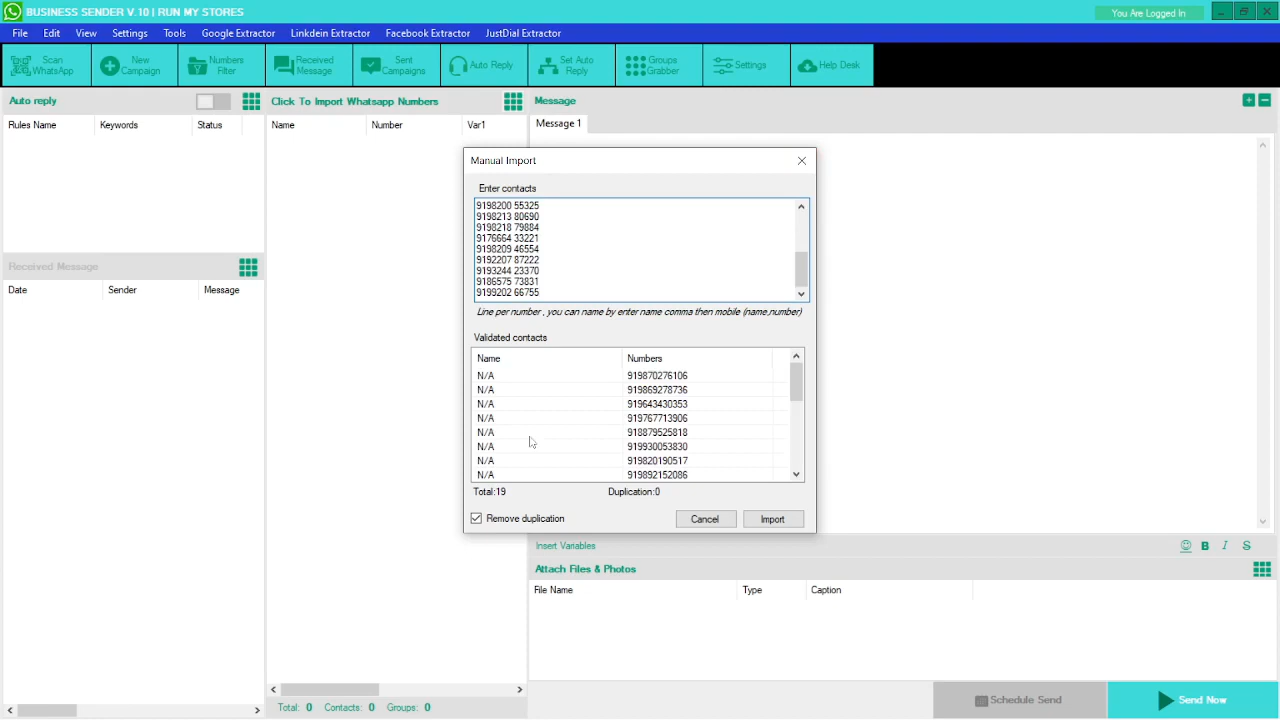 BUSINESS SENDER V.10 | RUN MY STORES
You Are Logged In
File Edit View Settings Tools Google Extractor Linkdein Extractor Facebook Extractor JustDial Extractor
Scan WhatsApp
New Campaign
Numbers Filter
Received Message
Sent Campaigns
Auto Reply
Set Auto Reply
Groups Grabber
Settings
Help Desk
Auto reply
Rules Name Keywords Status
Received Message
Date Sender Message
Click To Import Whatsapp Numbers
Name Number Var1
Message
Message 1
Manual Import
Enter contacts
9198200 55325
9198213 80690
9198218 79884
9176664 33221
9198209 46554
9192207 87222
9193244 23370
9186575 73831
9199202 66755
Line per number , you can name by enter name comma then mobile (name,number)
Validated contacts
Name Numbers
N/A 919870276106
N/A 919869278736
N/A 919643430353
N/A 919767713906
N/A 918879525818
N/A 919930053830
N/A 919820190517
N/A 919892152086
Total:19 Duplication:0
Remove duplication
Cancel Import
Insert Variables
B I S
Attach Files & Photos
File Name Type Caption
Total: 0 Contacts: 0 Groups: 0
Schedule Send
Send Now